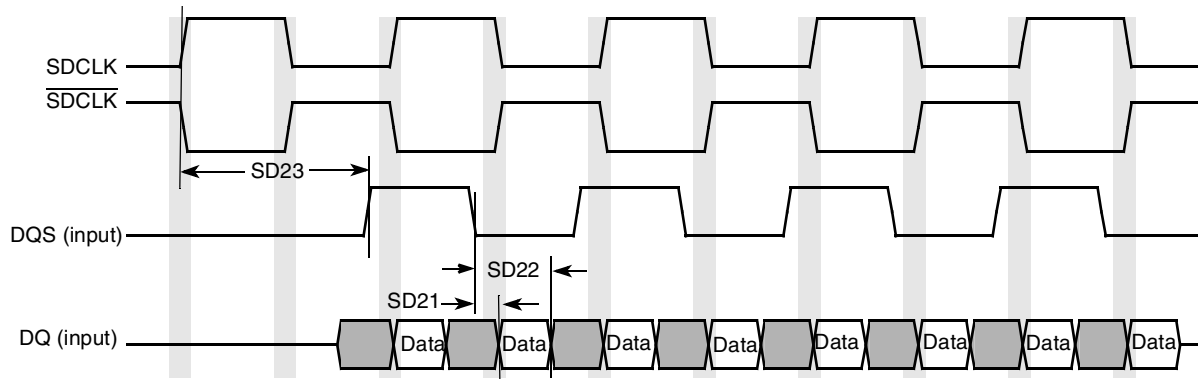 SDCLK
SDCLK
SD23
DQS (input)
SD22
SD21
DQ (input)
Data Data Data Data Data Data Data Data